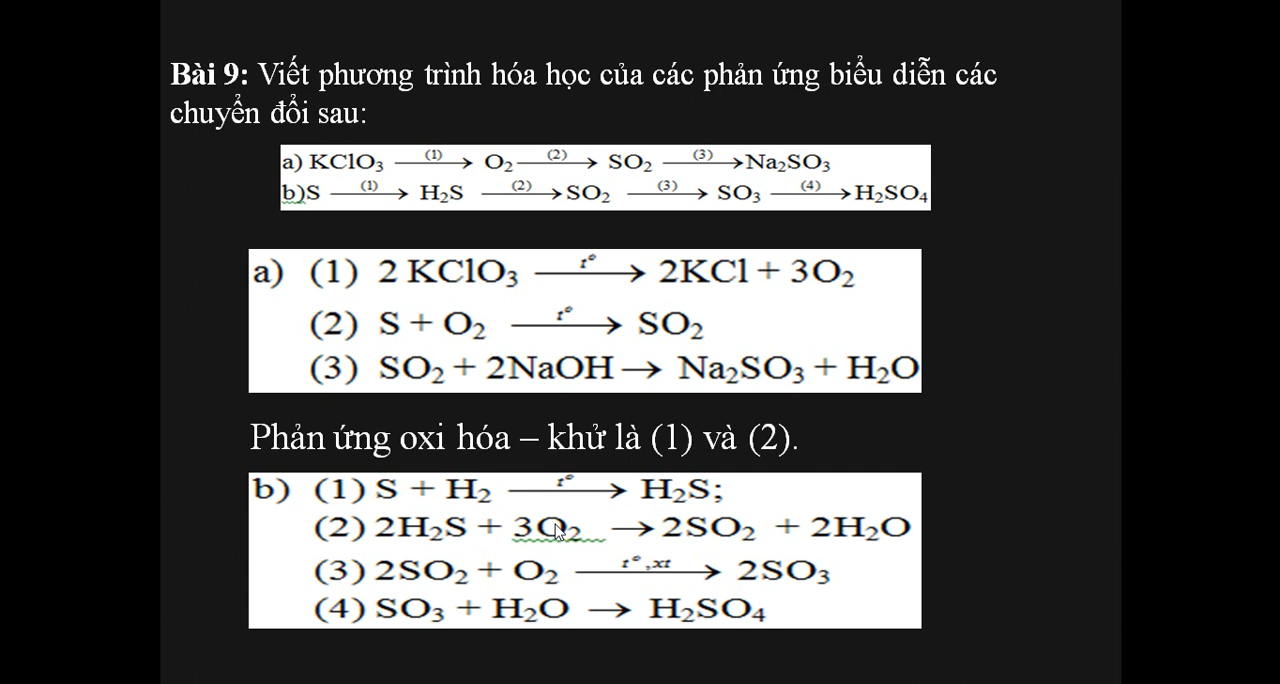 Bài 9: Viết phương trình hóa học của các phản ứng biểu diễn các
chuyển đổi sau:
a) KClO₃ —(1)→ O₂ —(2)→ SO₂ —(3)→ Na₂SO₃
b)S —(1)→ H₂S —(2)→ SO₂ —(3)→ SO₃ —(4)→ H₂SO₄
a) (1) 2 KClO₃ —t°→ 2KCl + 3O₂
(2) S + O₂ —t°→ SO₂
(3) SO₂ + 2NaOH → Na₂SO₃ + H₂O
Phản ứng oxi hóa – khử là (1) và (2).
b) (1) S + H₂ —t°→ H₂S;
(2) 2H₂S + 3O₂ → 2SO₂ + 2H₂O
(3) 2SO₂ + O₂ —t°,xt→ 2SO₃
(4) SO₃ + H₂O → H₂SO₄